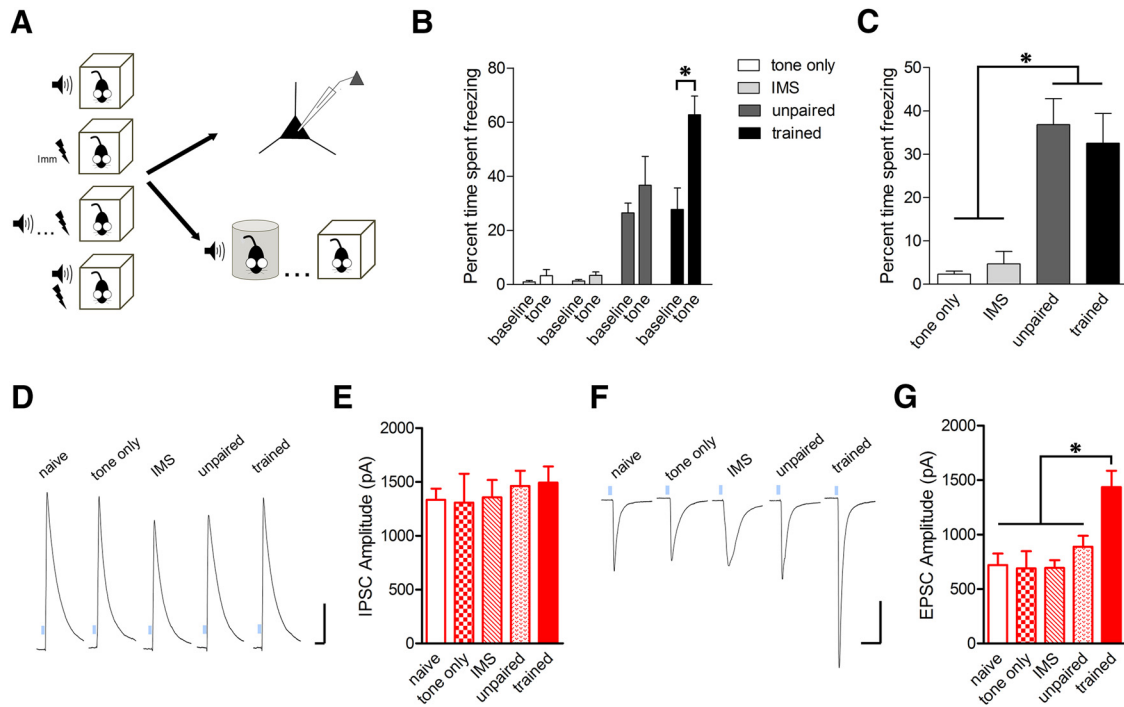 A
Imm
...
...
B
Percent time spent freezing
80
60
40
20
0
*
baseline
tone
baseline
tone
baseline
tone
baseline
tone
tone only
IMS
unpaired
trained
C
Percent time spent freezing
50
40
30
20
10
0
*
tone only
IMS
unpaired
trained
D
naive
tone only
IMS
unpaired
trained
E
IPSC Amplitude (pA)
2000
1500
1000
500
0
naive
tone only
IMS
unpaired
trained
F
naive
tone only
IMS
unpaired
trained
G
EPSC Amplitude (pA)
2000
1500
1000
500
0
*
naive
tone only
IMS
unpaired
trained